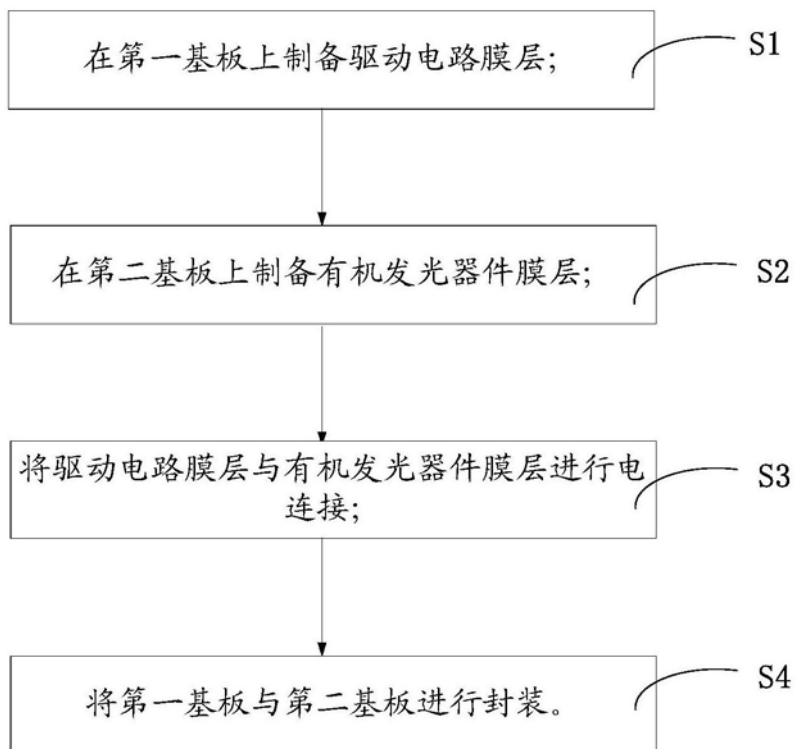 在第一基板上制备驱动电路膜层;
S1
在第二基板上制备有机发光器件膜层;
S2
将驱动电路膜层与有机发光器件膜层进行电
连接;
S3
将第一基板与第二基板进行封装。
S4